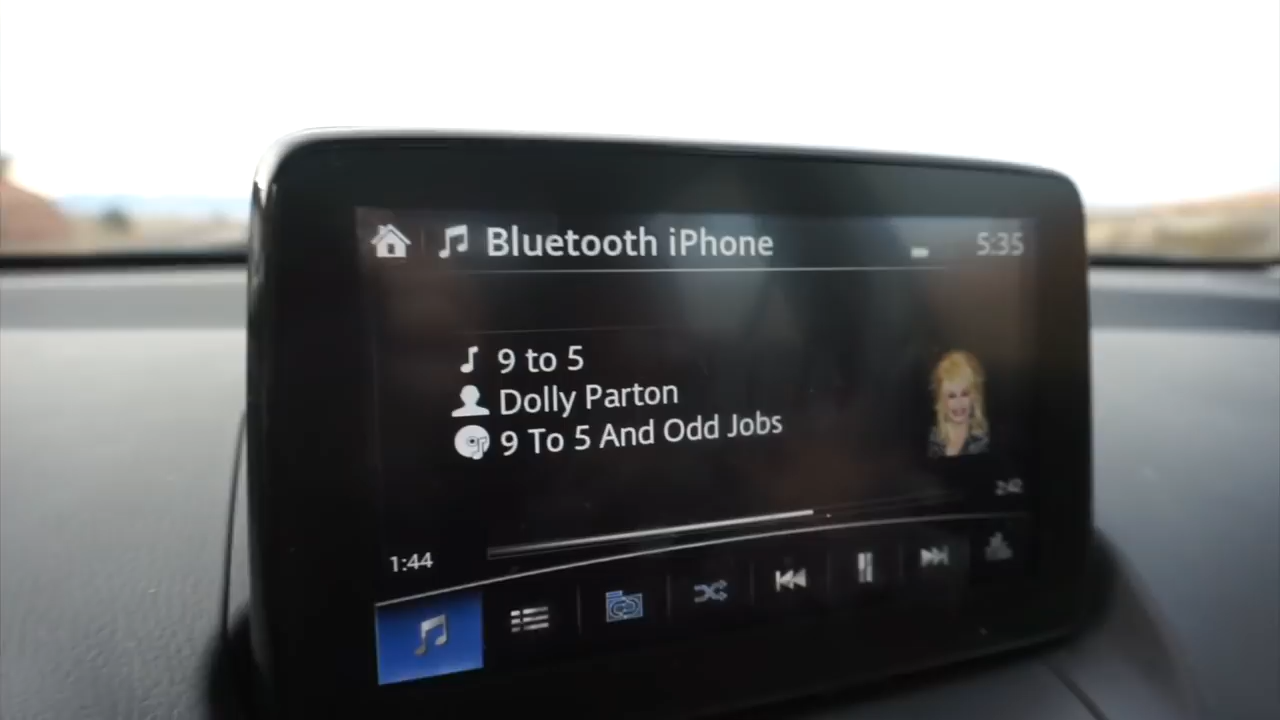 Bluetooth iPhone
5:35
9 to 5
Dolly Parton
9 To 5 And Odd Jobs
2:42
1:44